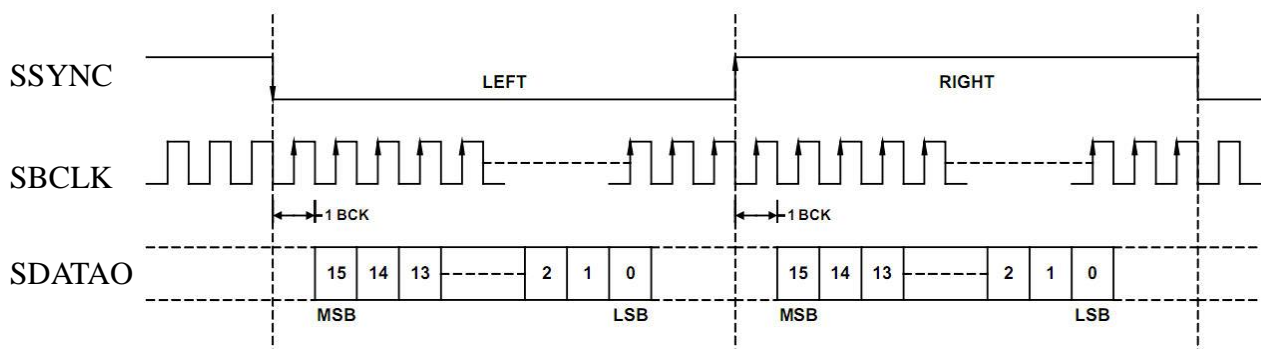 SSYNC LEFT RIGHT
SBCLK
1 BCK 1 BCK
SDATAO 15 14 13 2 1 0 15 14 13 2 1 0
MSB LSB MSB LSB